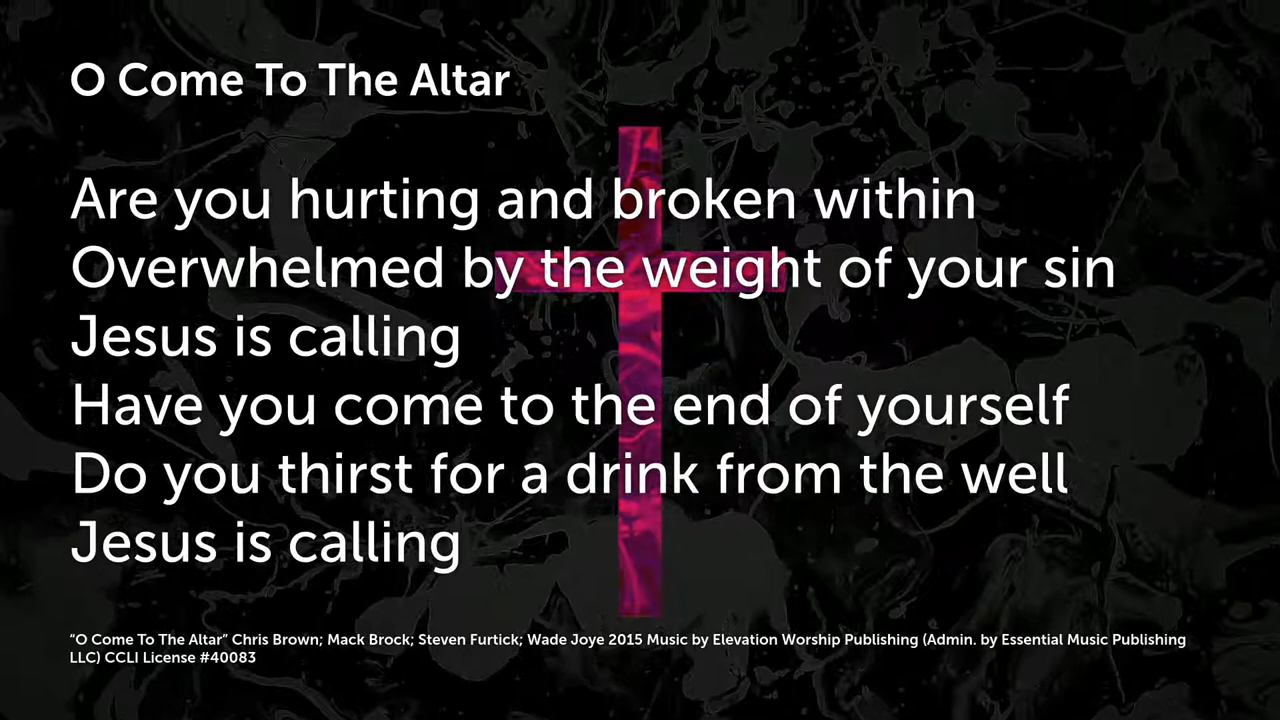 O Come To The Altar
Are you hurting and broken within
Overwhelmed by the weight of your sin
Jesus is calling
Have you come to the end of yourself
Do you thirst for a drink from the well
Jesus is calling
“O Come To The Altar” Chris Brown; Mack Brock; Steven Furtick; Wade Joye 2015 Music by Elevation Worship Publishing (Admin. by Essential Music Publishing
LLC) CCLI License #40083